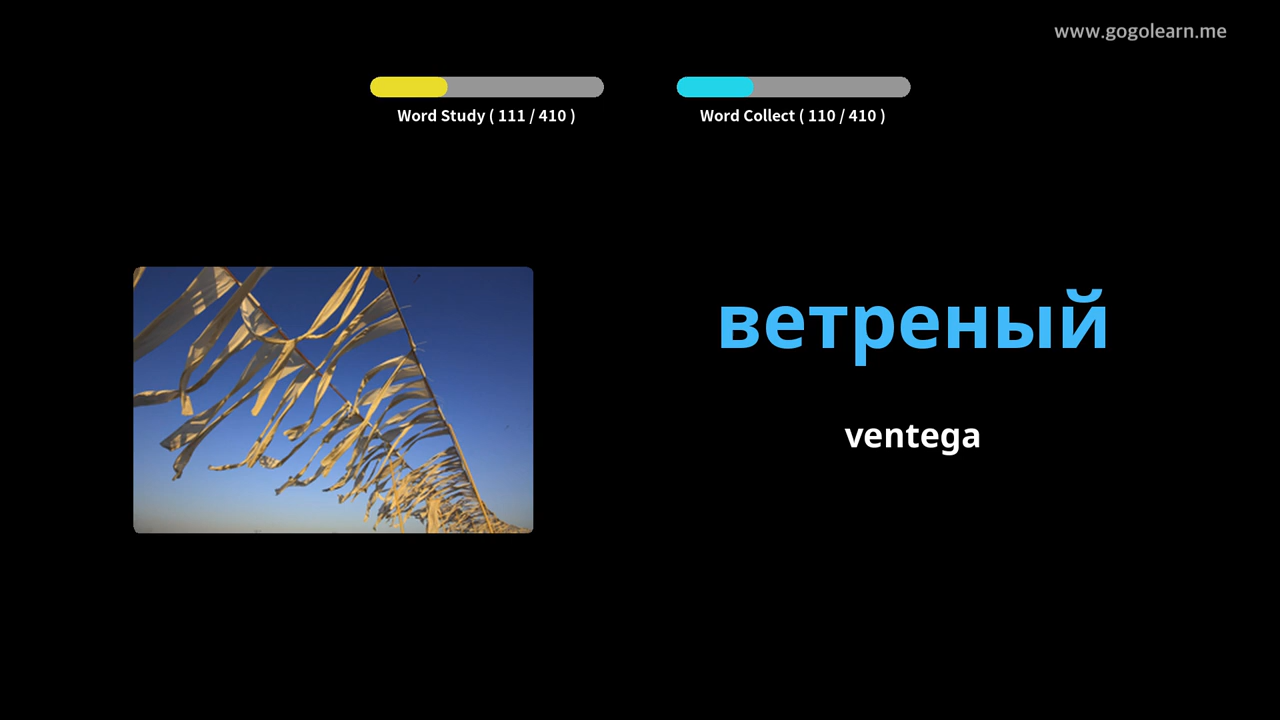 www.gogolearn.me
Word Study ( 111 / 410 )
Word Collect ( 110 / 410 )
ветреный
ventega